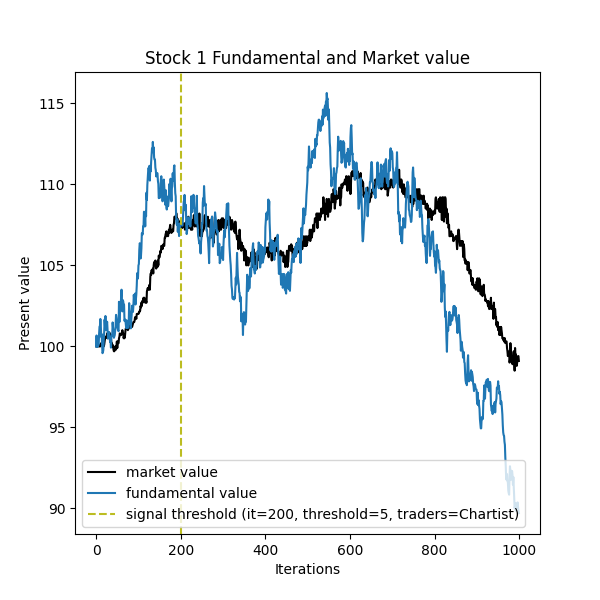 Stock 1 Fundamental and Market value
115
110
105
100
95
90
Present value
market value
fundamental value
signal threshold (it=200, threshold=5, traders=Chartist)
0 200 400 600 800 1000
Iterations